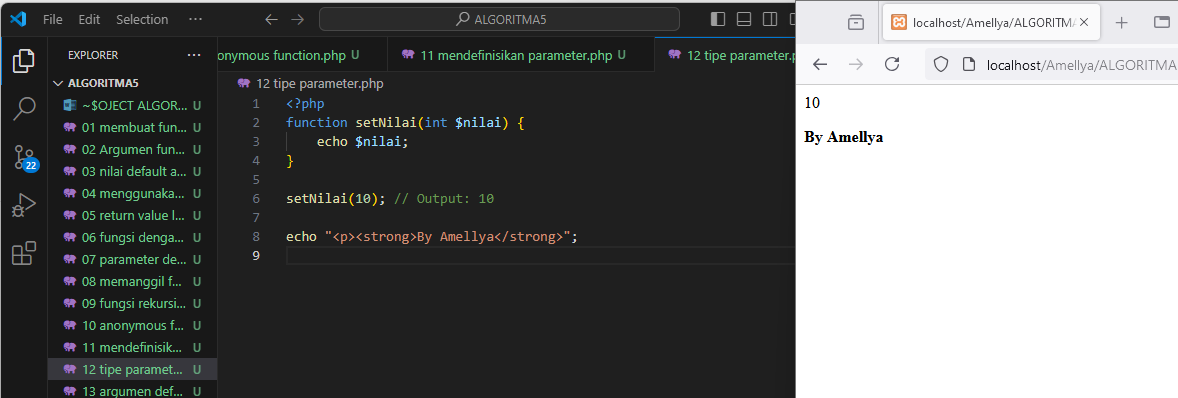 File Edit Selection ··· ALGORITMA5
EXPLORER ···
ALGORITMA5
~$OJECT ALGOR... U
01 membuat fun... U
02 Argumen fun... U
03 nilai default a... U
04 menggunaka... U
05 return value l... U
06 fungsi denga... U
07 parameter de... U
08 memanggil f... U
09 fungsi rekursi... U
10 anonymous f... U
11 mendefinisik... U
12 tipe paramet... U
13 argumen def... U
22
onymous function.php U 11 mendefinisikan parameter.php U 12 tipe parameter.ph
12 tipe parameter.php
1 <?php
2 function setNilai(int $nilai) {
3 echo $nilai;
4 }
5
6 setNilai(10); // Output: 10
7
8 echo "<p><strong>By Amellya</strong>";
9
localhost/Amellya/ALGORITMA
localhost/Amellya/ALGORITMA
10
By Amellya